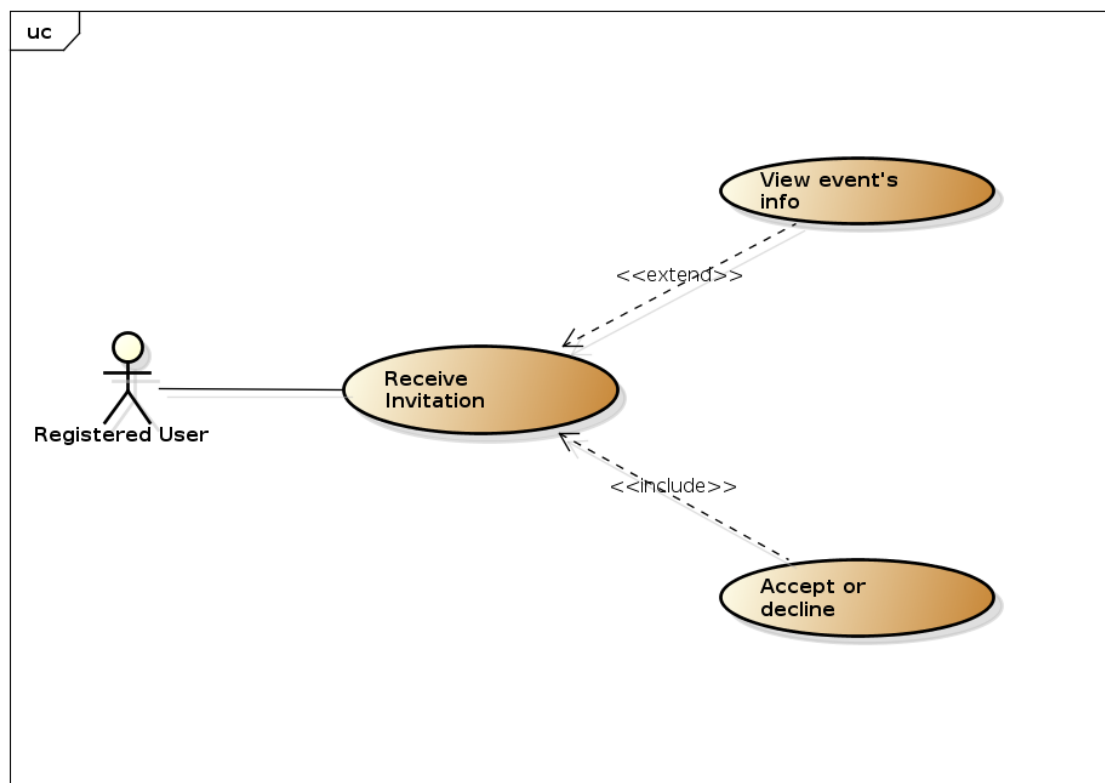 uc
View event's
info
<<extend>>
Receive
Invitation
Registered User
<<include>>
Accept or
decline